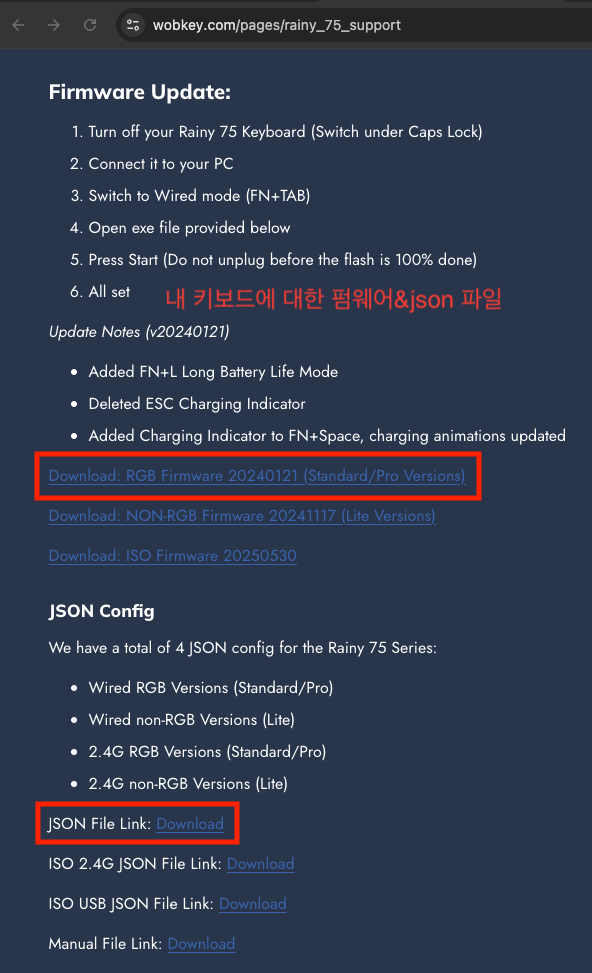 wobkey.com/pages/rainy_75_support
Firmware Update:
1. Turn off your Rainy 75 Keyboard (Switch under Caps Lock)
2. Connect it to your PC
3. Switch to Wired mode (FN+TAB)
4. Open exe file provided below
5. Press Start (Do not unplug before the flash is 100% done)
6. All set
내 키보드에 대한 펌웨어&json 파일
Update Notes (v20240121)
• Added FN+L Long Battery Life Mode
• Deleted ESC Charging Indicator
• Added Charging Indicator to FN+Space, charging animations updated
Download: RGB Firmware 20240121 (Standard/Pro Versions)
Download: NON-RGB Firmware 20241117 (Lite Versions)
Download: ISO Firmware 20250530
JSON Config
We have a total of 4 JSON config for the Rainy 75 Series:
• Wired RGB Versions (Standard/Pro)
• Wired non-RGB Versions (Lite)
• 2.4G RGB Versions (Standard/Pro)
• 2.4G non-RGB Versions (Lite)
JSON File Link: Download
ISO 2.4G JSON File Link: Download
ISO USB JSON File Link: Download
Manual File Link: Download